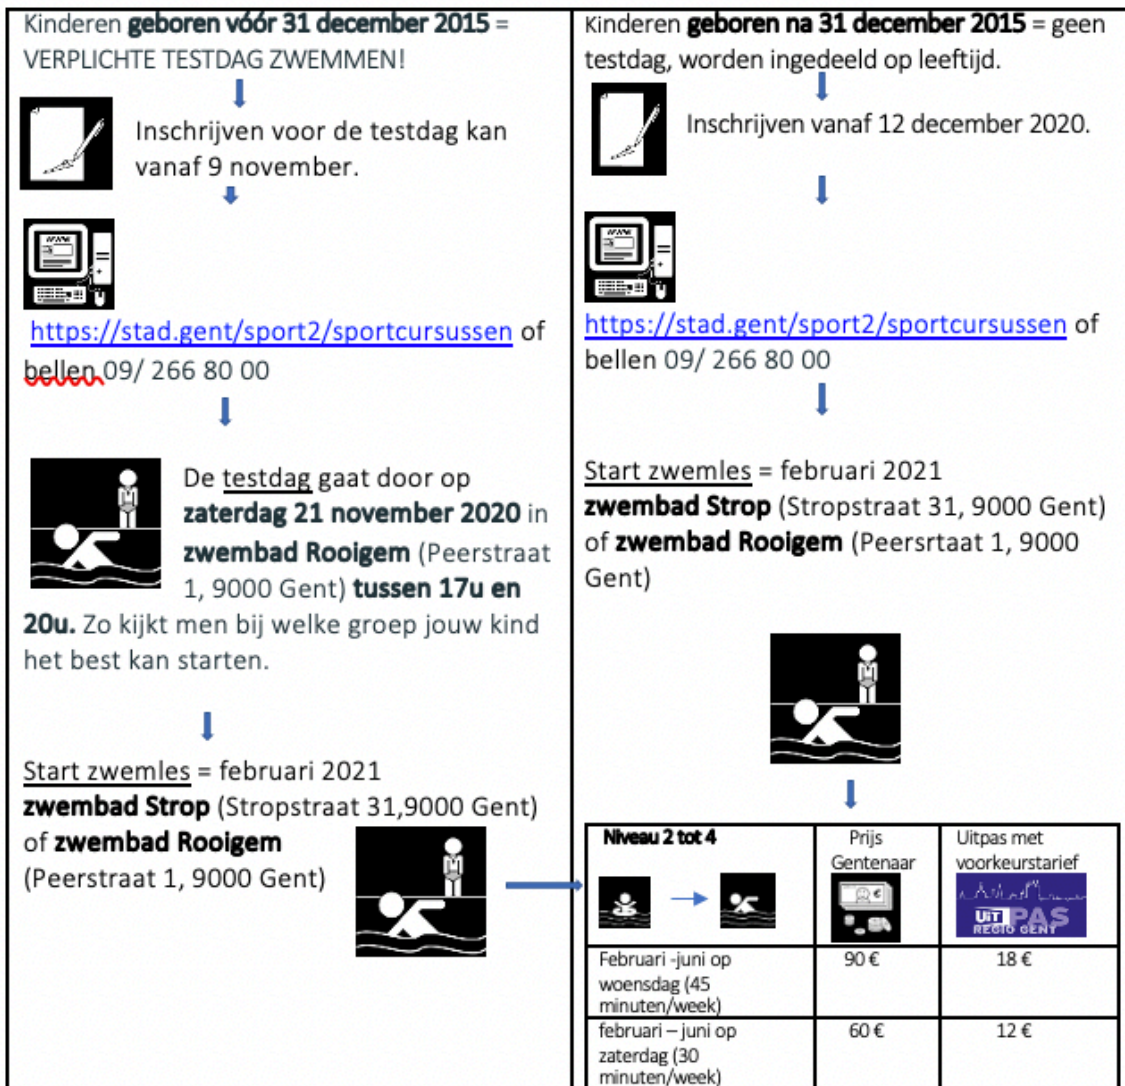 Kinderen geboren vóór 31 december 2015 =
VERPLICHTE TESTDAG ZWEMMEN!
Inschrijven voor de testdag kan
vanaf 9 november.
https://stad.gent/sport2/sportcursussen of
bellen 09/ 266 80 00
De testdag gaat door op
zaterdag 21 november 2020 in
zwembad Rooigem (Peerstraat
1, 9000 Gent) tussen 17u en
20u. Zo kijkt men bij welke groep jouw kind
het best kan starten.
Start zwemles = februari 2021
zwembad Strop (Stropstraat 31,9000 Gent)
of zwembad Rooigem
(Peerstraat 1, 9000 Gent)
Kinderen geboren na 31 december 2015 = geen
testdag, worden ingedeeld op leeftijd.
Inschrijven vanaf 12 december 2020.
https://stad.gent/sport2/sportcursussen of
bellen 09/ 266 80 00
Start zwemles = februari 2021
zwembad Strop (Stropstraat 31, 9000 Gent)
of zwembad Rooigem (Peersrtaat 1, 9000
Gent)
Niveau 2 tot 4
Prijs
Gentenaar
Uitpas met
voorkeurstarief
UiTPAS
REGIO GENT
Februari -juni op
woensdag (45
minuten/week)
90 €
18 €
februari – juni op
zaterdag (30
minuten/week)
60 €
12 €